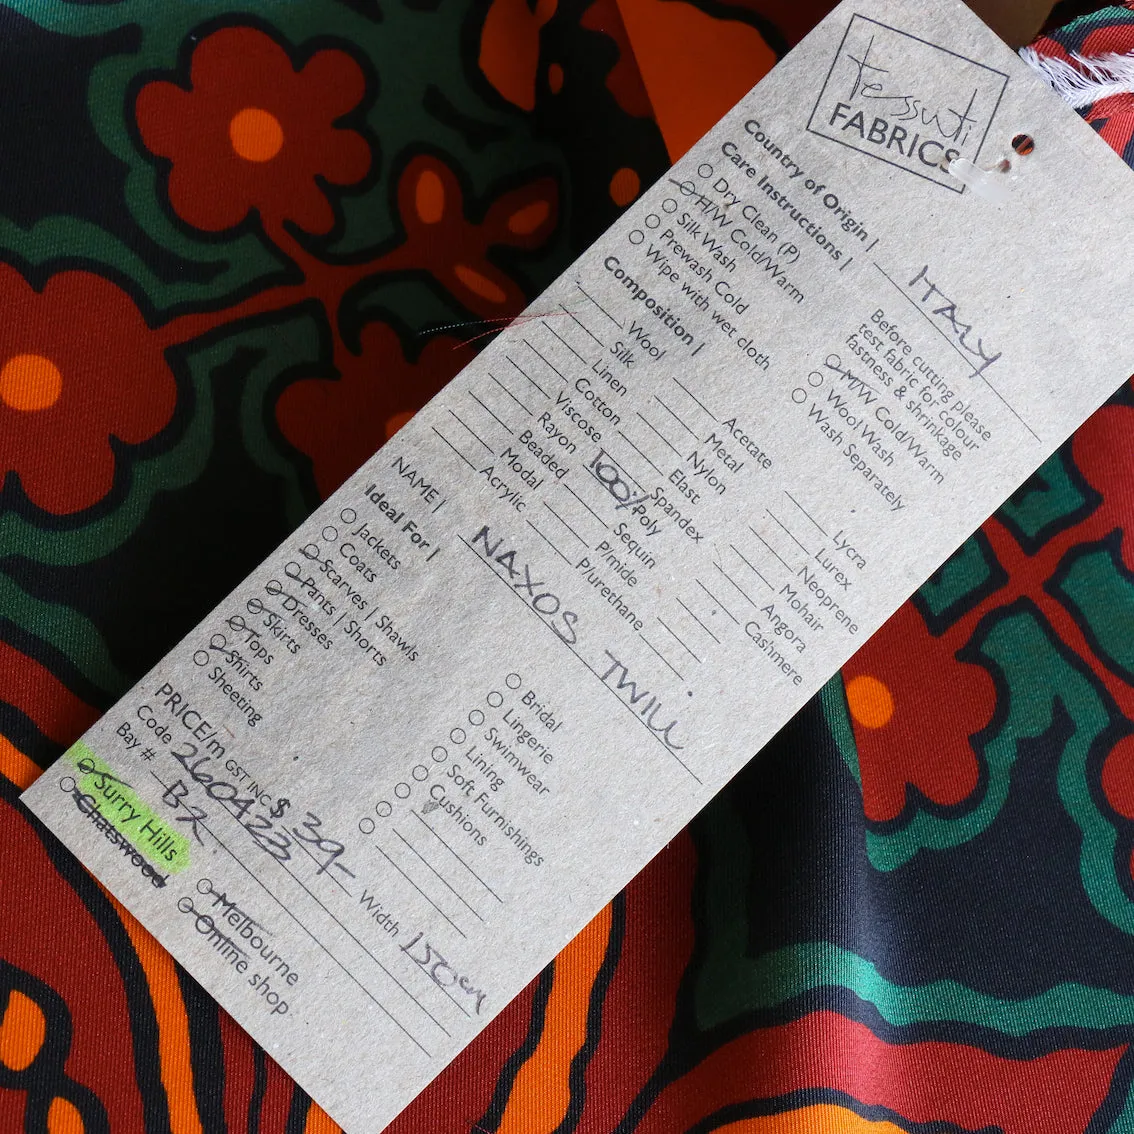 tessuti
FABRICS
Country of Origin | ITALY
Care Instructions |
Dry Clean (P)
H/W Cold/Warm
Silk Wash
Prewash Cold
Wipe with wet cloth
Before cutting please
test fabric for colour
fastness & shrinkage
MW Cold/Warm
Wool Wash
Wash Separately
Composition |
Wool
Silk
Linen
Cotton
Viscose
Rayon
Beaded
Modal
Acrylic
Acetate
Metal
Nylon
Elast
Spandex
100% Poly
Sequin
P/mide
P/urethane
Lycra
Lurex
Neoprene
Mohair
Angora
Cashmere
NAME | NAXOS TWILL
Ideal For |
Jackets
Coats
Scarves | Shawls
Pants | Shorts
Dresses
Skirts
Tops
Shirts
Sheeting
Bridal
Lingerie
Swimwear
Lining
Soft Furnishings
Cushions
PRICE/m GST INC $ 39- Width 150cm
Code 260423
Bay #
Surry Hills
Chatswood
Melbourne
Online shop